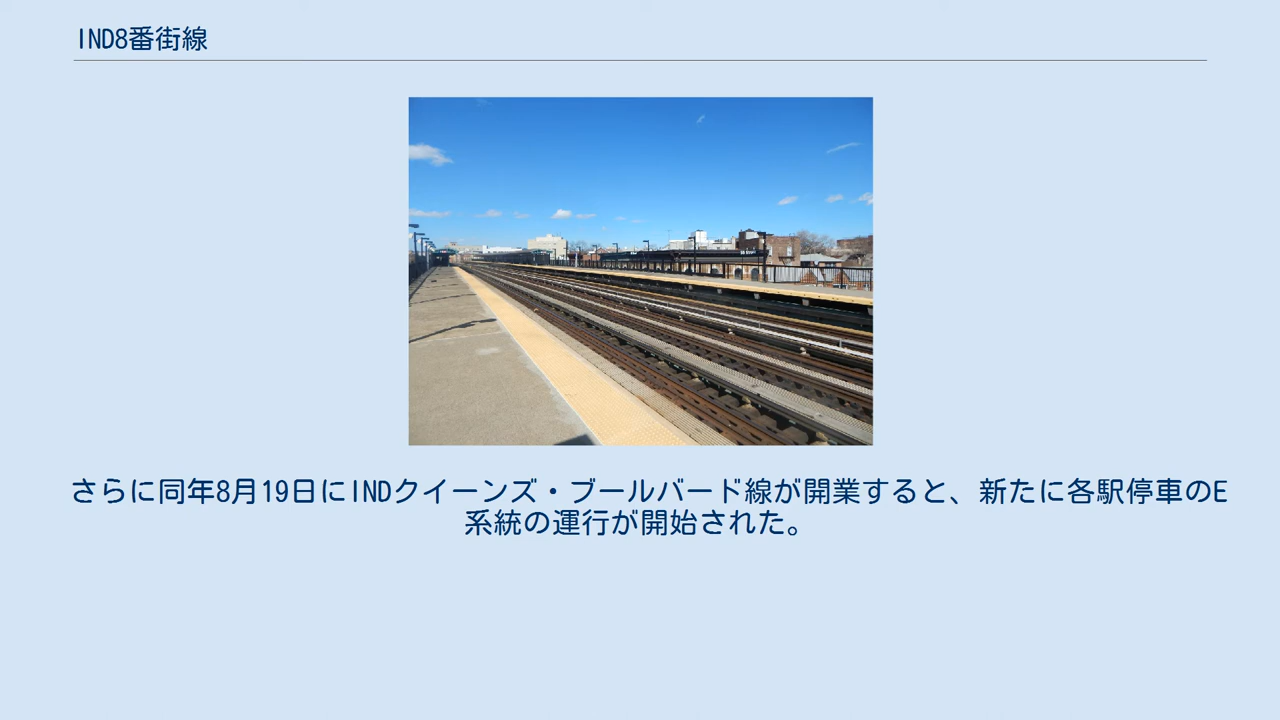 IND8番街線
さらに同年8月19日にINDクイーンズ・ブールバード線が開業すると、新たに各駅停車のE
系統の運行が開始された。